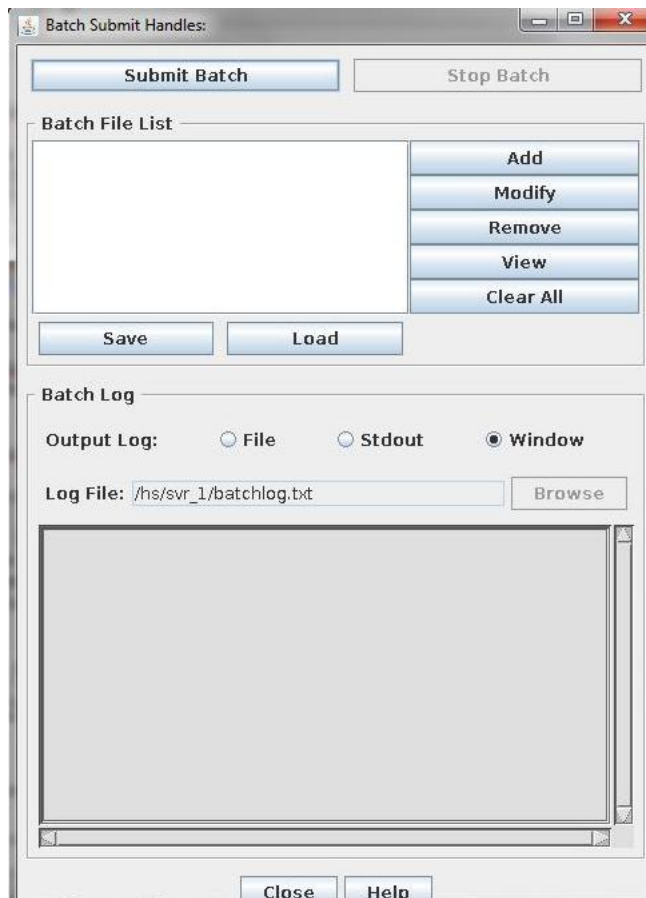 Batch Submit Handles:
Submit Batch Stop Batch
Batch File List
Add
Modify
Remove
View
Clear All
Save Load
Batch Log
Output Log: File Stdout Window
Log File: /hs/svr_1/batchlog.txt Browse
Close Help